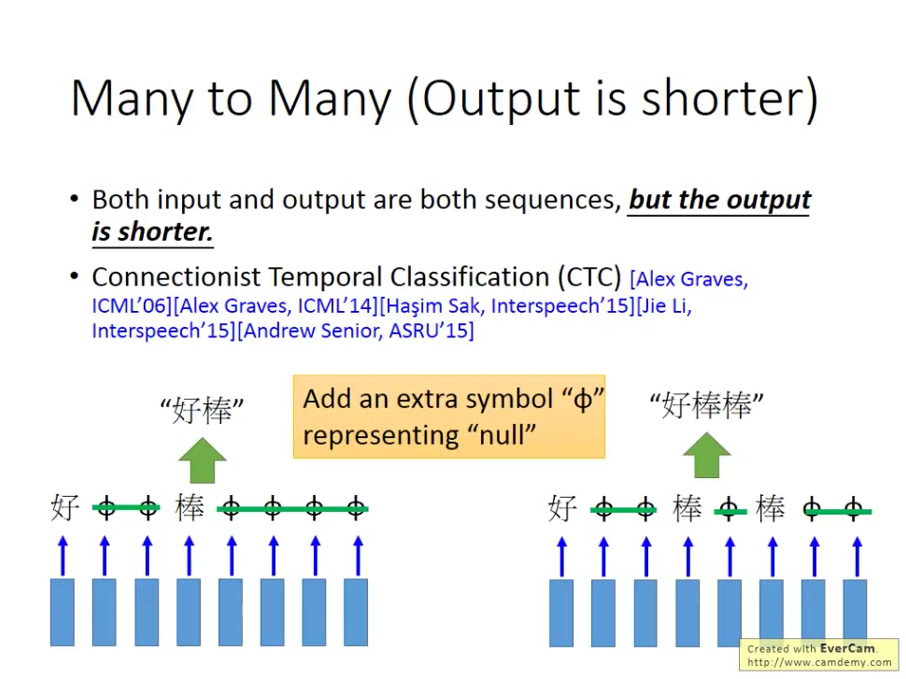 Many to Many (Output is shorter)
• Both input and output are both sequences, but the output
is shorter.
• Connectionist Temporal Classification (CTC) [Alex Graves,
ICML’06][Alex Graves, ICML’14][Haşim Sak, Interspeech’15][Jie Li,
Interspeech’15][Andrew Senior, ASRU’15]
“好棒”
Add an extra symbol “ϕ”
representing “null”
“好棒棒”
好 ϕ ϕ 棒 ϕ ϕ ϕ ϕ
好 ϕ ϕ 棒 ϕ 棒 ϕ ϕ
Created with EverCam.
http://www.camdemy.com